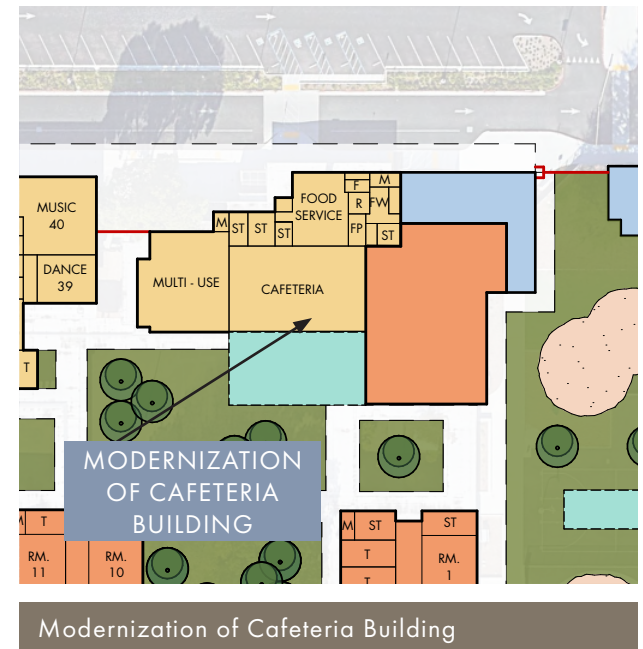 MUSIC
40
DANCE
39
T
MULTI - USE
M
ST
ST
ST
FOOD
SERVICE
F
M
R
FW
FP
ST
CAFETERIA
MODERNIZATION
OF CAFETERIA
BUILDING
M
T
RM.
11
RM.
10
M
ST
T
T
ST
RM.
1
Modernization of Cafeteria Building